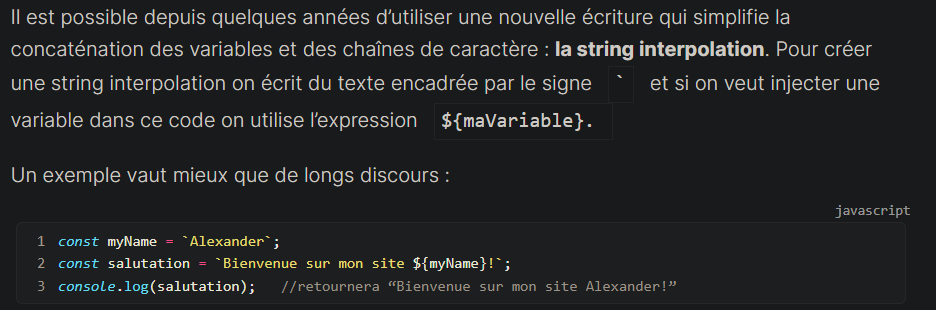 Il est possible depuis quelques années d’utiliser une nouvelle écriture qui simplifie la
concaténation des variables et des chaînes de caractère : la string interpolation. Pour créer
une string interpolation on écrit du texte encadrée par le signe ` et si on veut injecter une
variable dans ce code on utilise l’expression ${maVariable}.
Un exemple vaut mieux que de longs discours :
javascript
1 const myName = `Alexander`;
2 const salutation = `Bienvenue sur mon site ${myName}!`;
3 console.log(salutation); //retournera “Bienvenue sur mon site Alexander!”